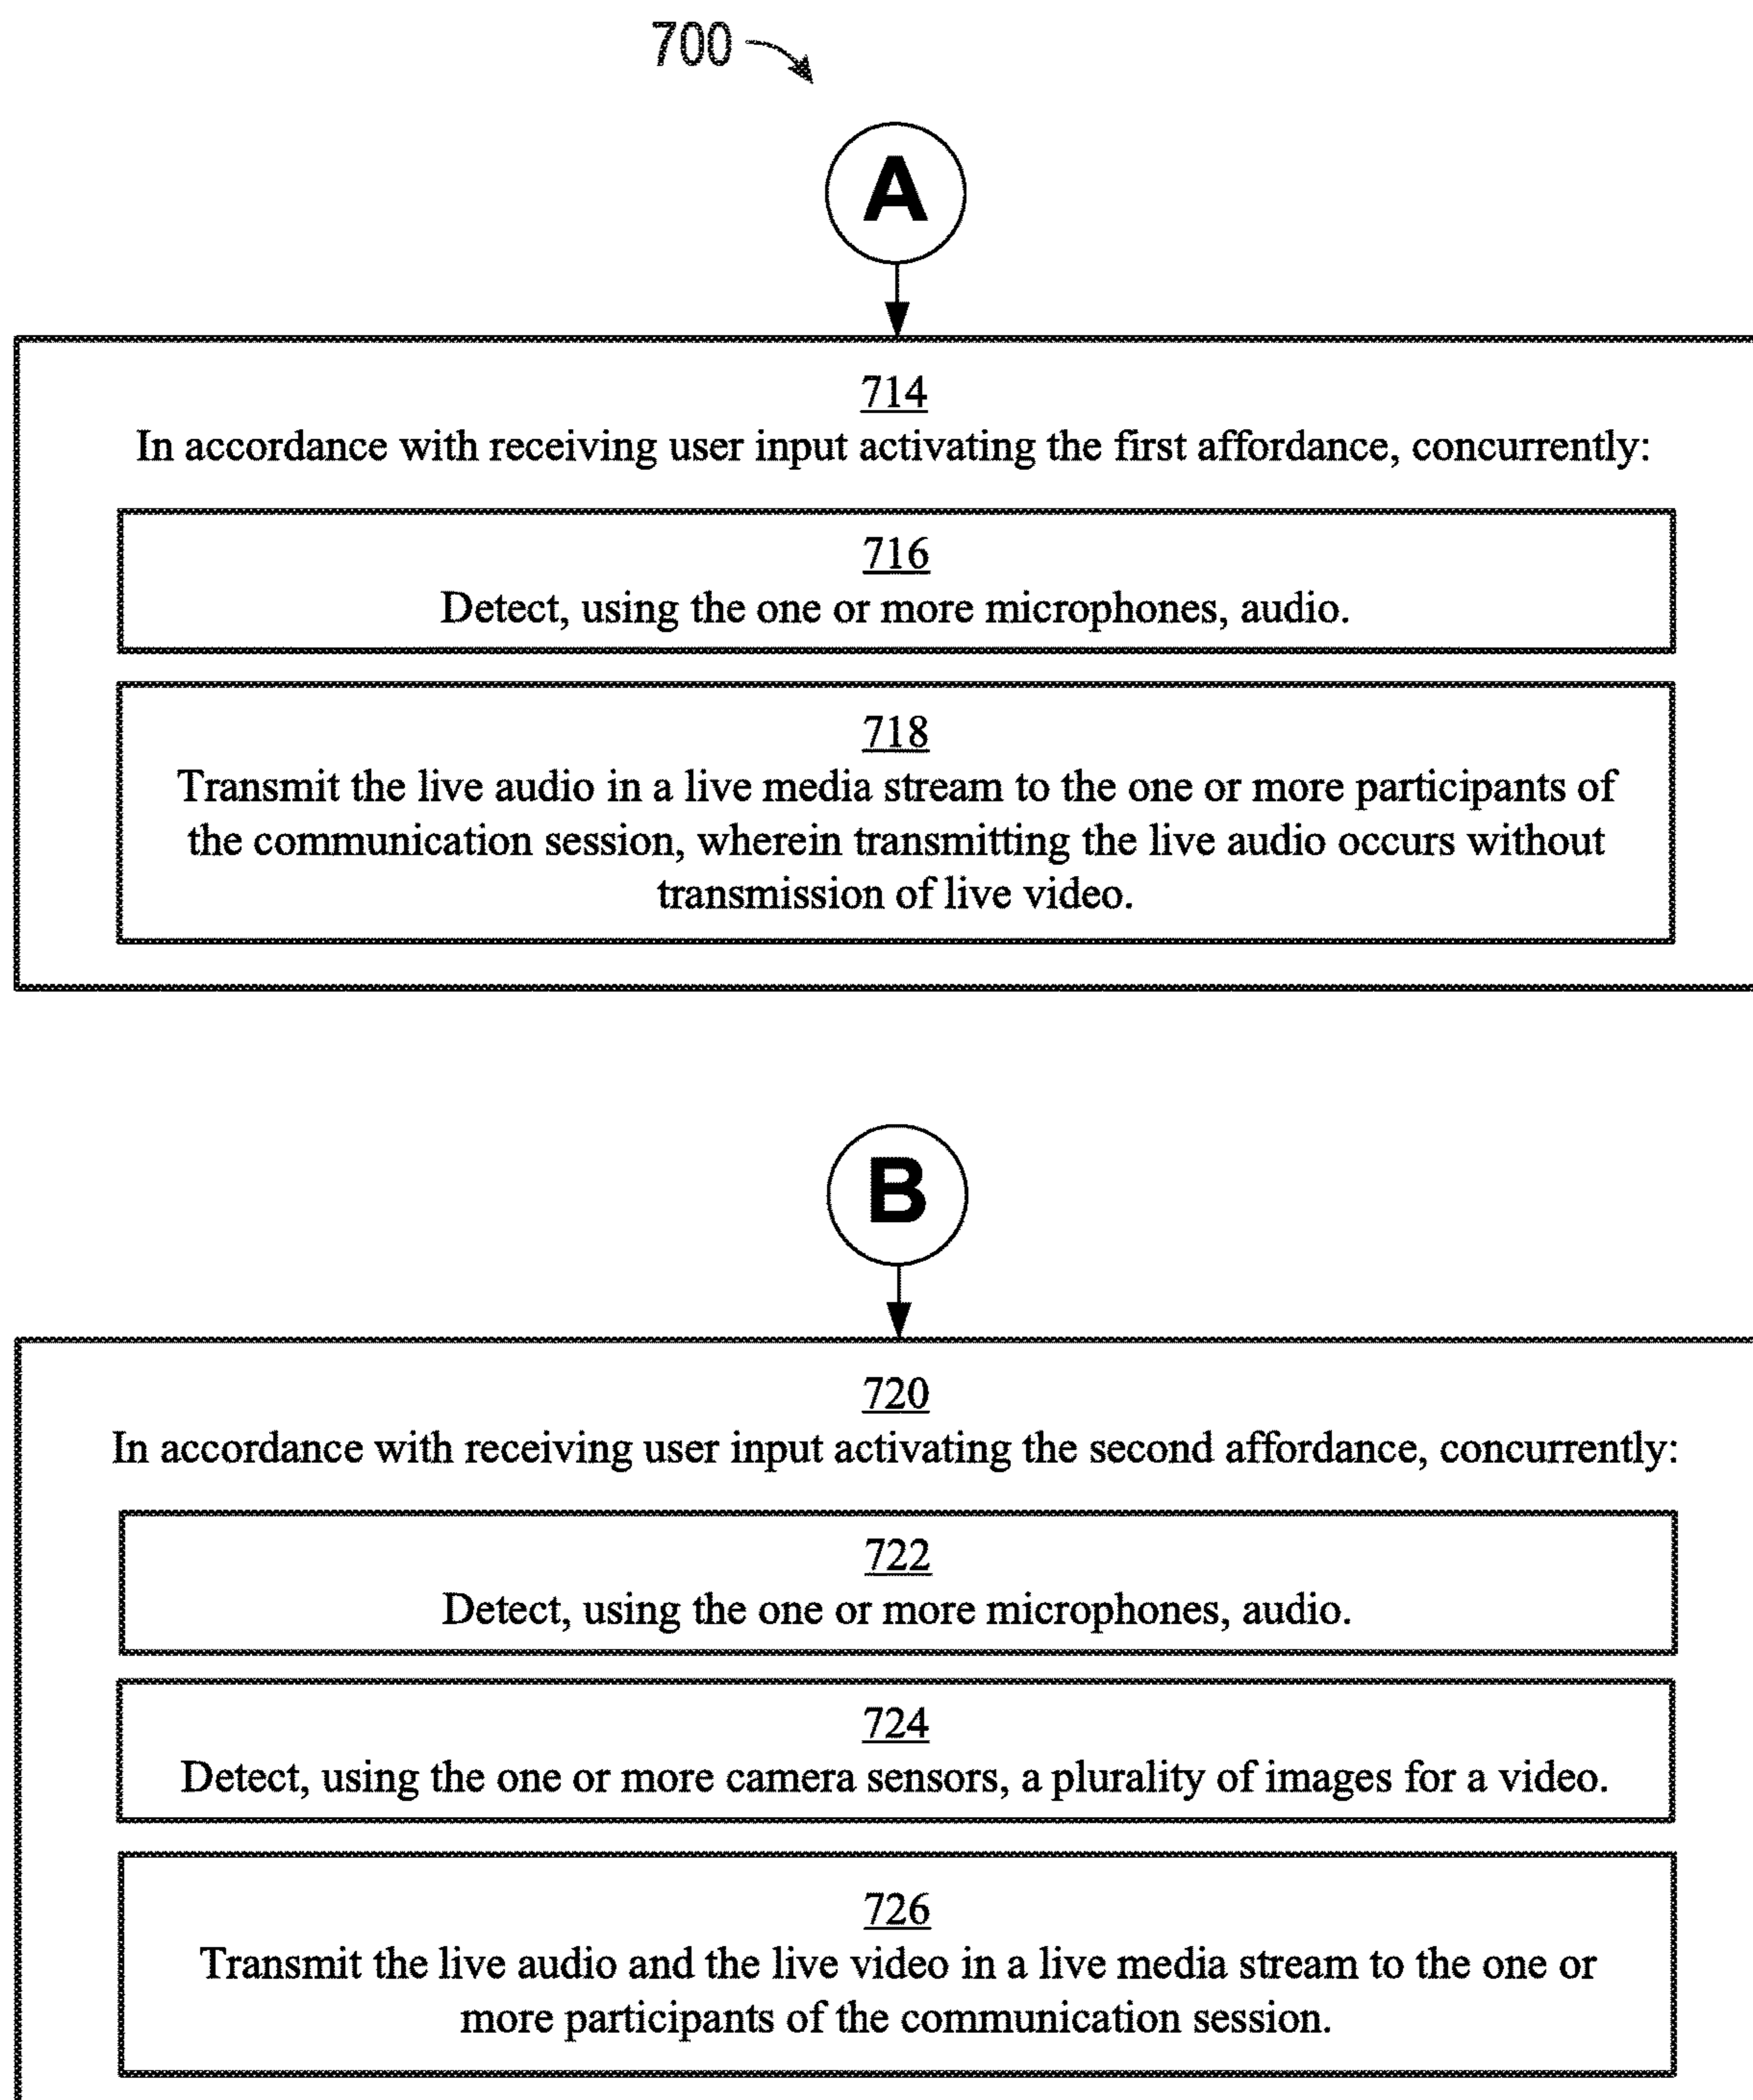 700
A
714
In accordance with receiving user input activating the first affordance, concurrently:
716
Detect, using the one or more microphones, audio.
718
Transmit the live audio in a live media stream to the one or more participants of
the communication session, wherein transmitting the live audio occurs without
transmission of live video.
B
720
In accordance with receiving user input activating the second affordance, concurrently:
722
Detect, using the one or more microphones, audio.
724
Detect, using the one or more camera sensors, a plurality of images for a video.
726
Transmit the live audio and the live video in a live media stream to the one or
more participants of the communication session.